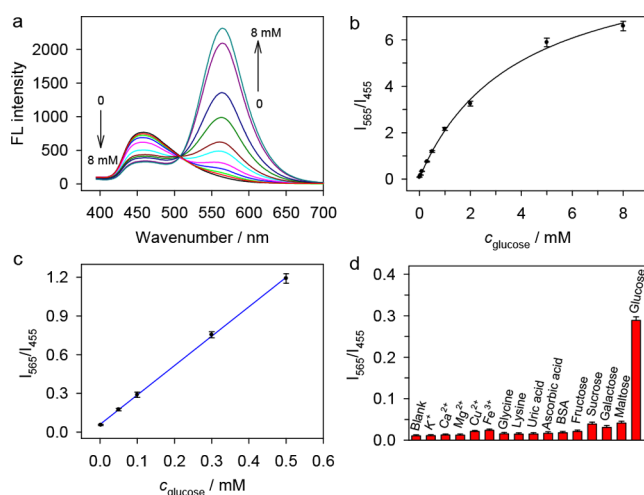 a
FL intensity
2000
1500
1000
500
0
0
8 mM
8 mM
0
400 450 500 550 600 650 700
Wavenumber / nm
b
I565/I455
6
4
2
0
0 2 4 6 8
cglucose / mM
c
I565/I455
1.2
0.9
0.6
0.3
0.0
0.0 0.1 0.2 0.3 0.4 0.5
cglucose / mM
d
I565/I455
0.4
0.3
0.2
0.1
0.0
Blank
K+
Ca2+
Mg2+
Cu2+
Fe3+
Glycine
Lysine
Uric acid
Ascorbic acid
BSA
Fructose
Sucrose
Galactose
Maltose
Glucose